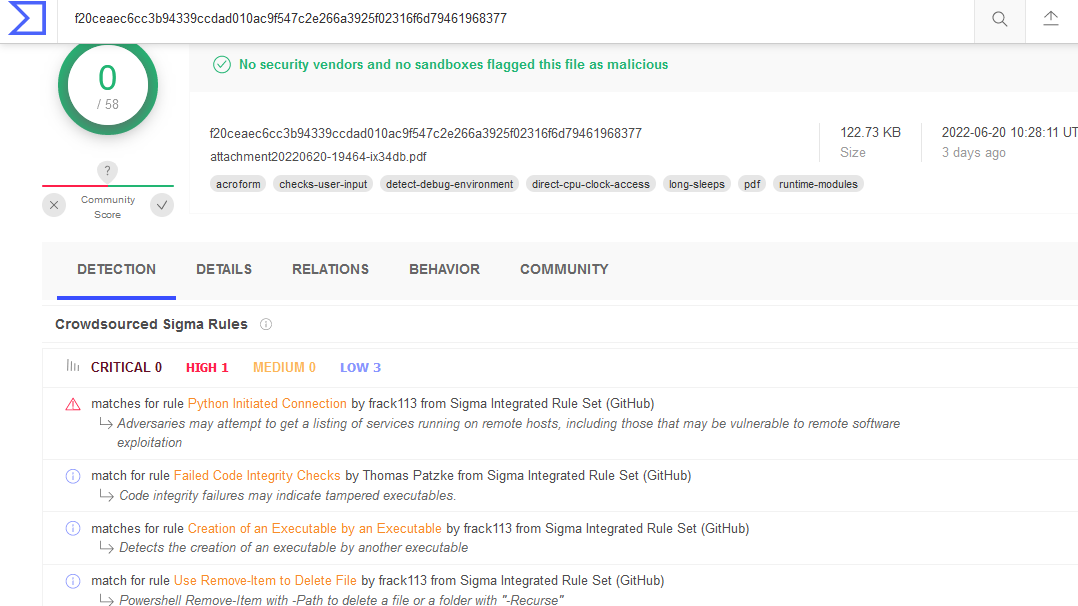 f20ceaec6cc3b94339ccdad010ac9f547c2e266a3925f02316f6d79461968377
0
/ 58
?
Community
Score
No security vendors and no sandboxes flagged this file as malicious
f20ceaec6cc3b94339ccdad010ac9f547c2e266a3925f02316f6d79461968377
attachment20220620-19464-ix34db.pdf
acroform checks-user-input detect-debug-environment direct-cpu-clock-access long-sleeps pdf runtime-modules
122.73 KB
Size
2022-06-20 10:28:11 UT
3 days ago
DETECTION DETAILS RELATIONS BEHAVIOR COMMUNITY
Crowdsourced Sigma Rules
CRITICAL 0 HIGH 1 MEDIUM 0 LOW 3
matches for rule Python Initiated Connection by frack113 from Sigma Integrated Rule Set (GitHub)
Adversaries may attempt to get a listing of services running on remote hosts, including those that may be vulnerable to remote software
exploitation
match for rule Failed Code Integrity Checks by Thomas Patzke from Sigma Integrated Rule Set (GitHub)
Code integrity failures may indicate tampered executables.
matches for rule Creation of an Executable by an Executable by frack113 from Sigma Integrated Rule Set (GitHub)
Detects the creation of an executable by another executable
match for rule Use Remove-Item to Delete File by frack113 from Sigma Integrated Rule Set (GitHub)
Powershell Remove-Item with -Path to delete a file or a folder with "-Recurse"